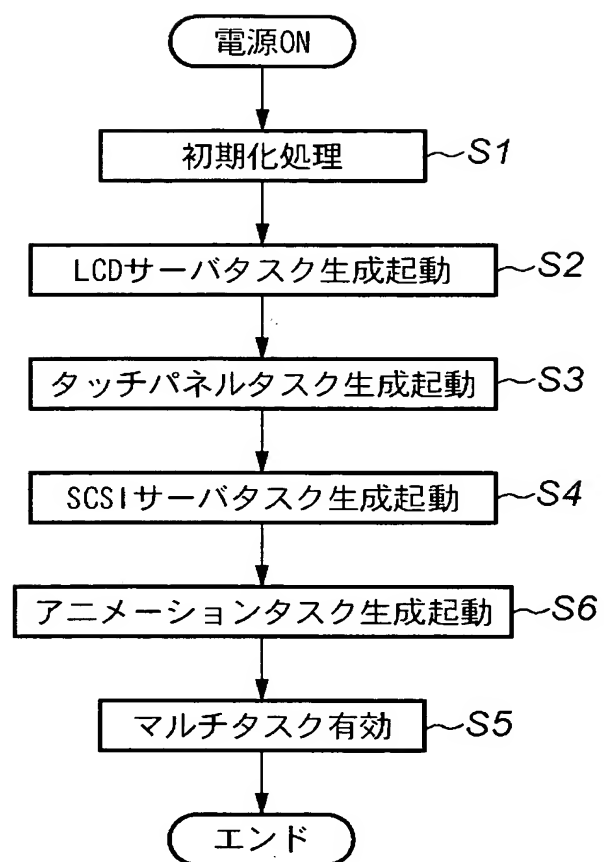 電源ON
初期化処理 S1
LCDサーバタスク生成起動 S2
タッチパネルタスク生成起動 S3
SCSIサーバタスク生成起動 S4
アニメーションタスク生成起動 S6
マルチタスク有効 S5
エンド